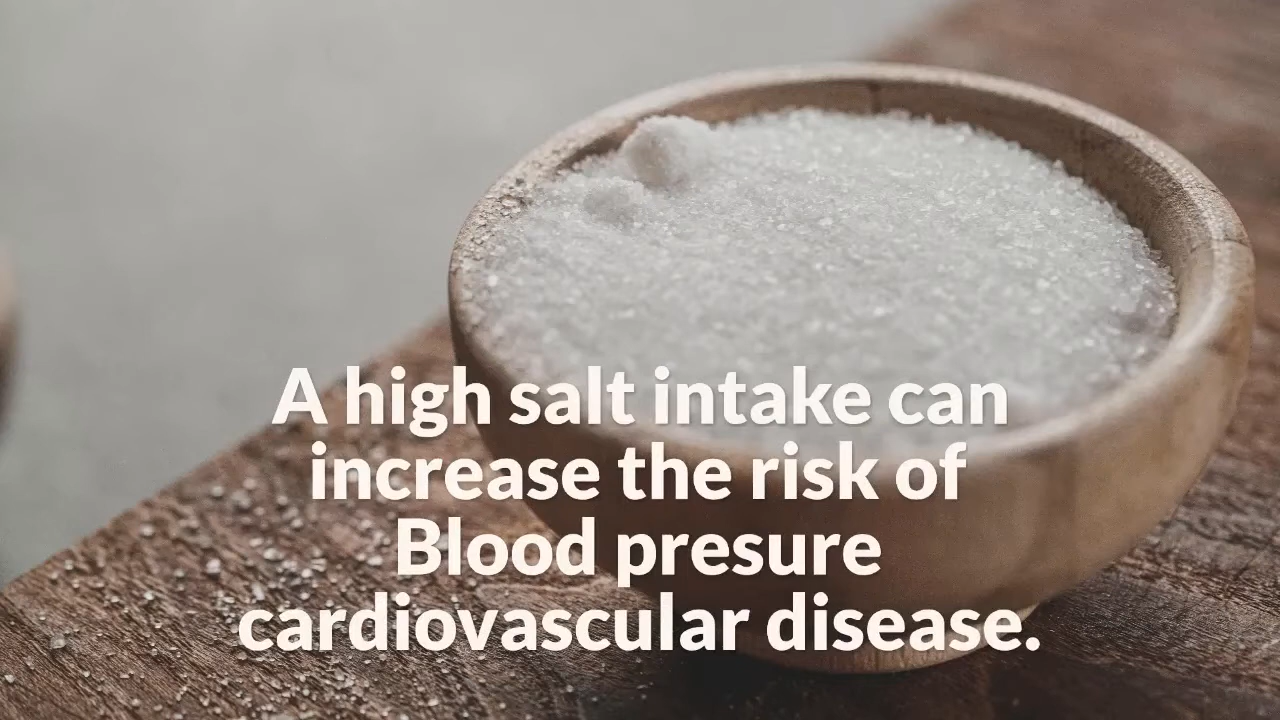 A high salt intake can
increase the risk of
Blood presure
cardiovascular disease.